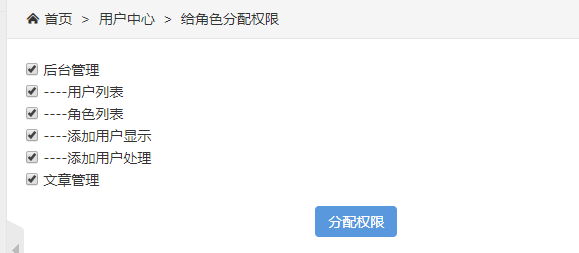 首页 > 用户中心 > 给角色分配权限
后台管理
----用户列表
----角色列表
----添加用户显示
----添加用户处理
文章管理
分配权限